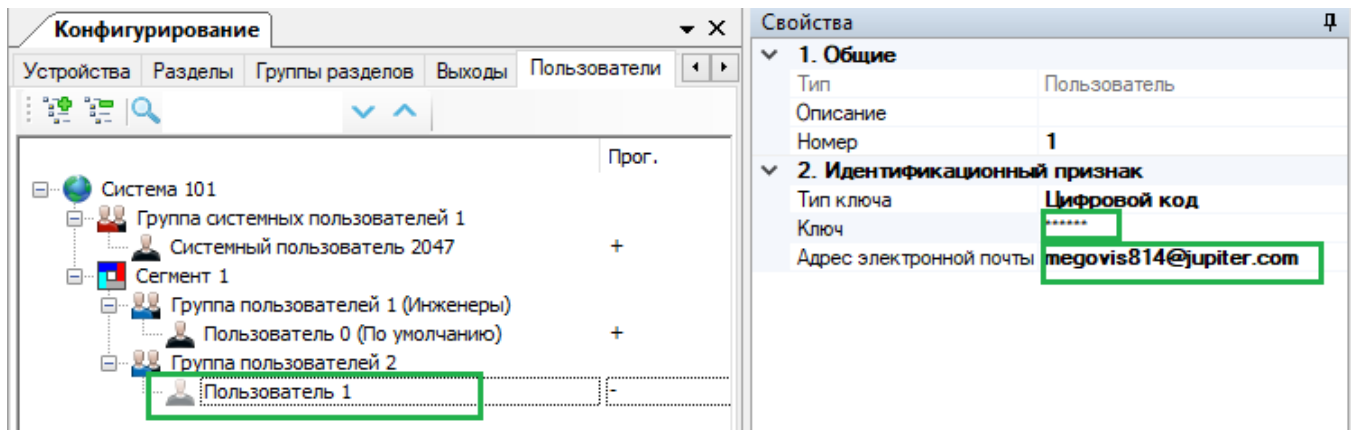 Конфигурирование
Устройства Разделы Группы разделов Выходы Пользователи
Прог.
Система 101
Группа системных пользователей 1
Системный пользователь 2047 +
Сегмент 1
Группа пользователей 1 (Инженеры)
Пользователь 0 (По умолчанию) +
Группа пользователей 2
Пользователь 1 -
Свойства
1. Общие
Тип Пользователь
Описание
Номер 1
2. Идентификационный признак
Тип ключа Цифровой код
Ключ ******
Адрес электронной почты megovis814@jupiter.com